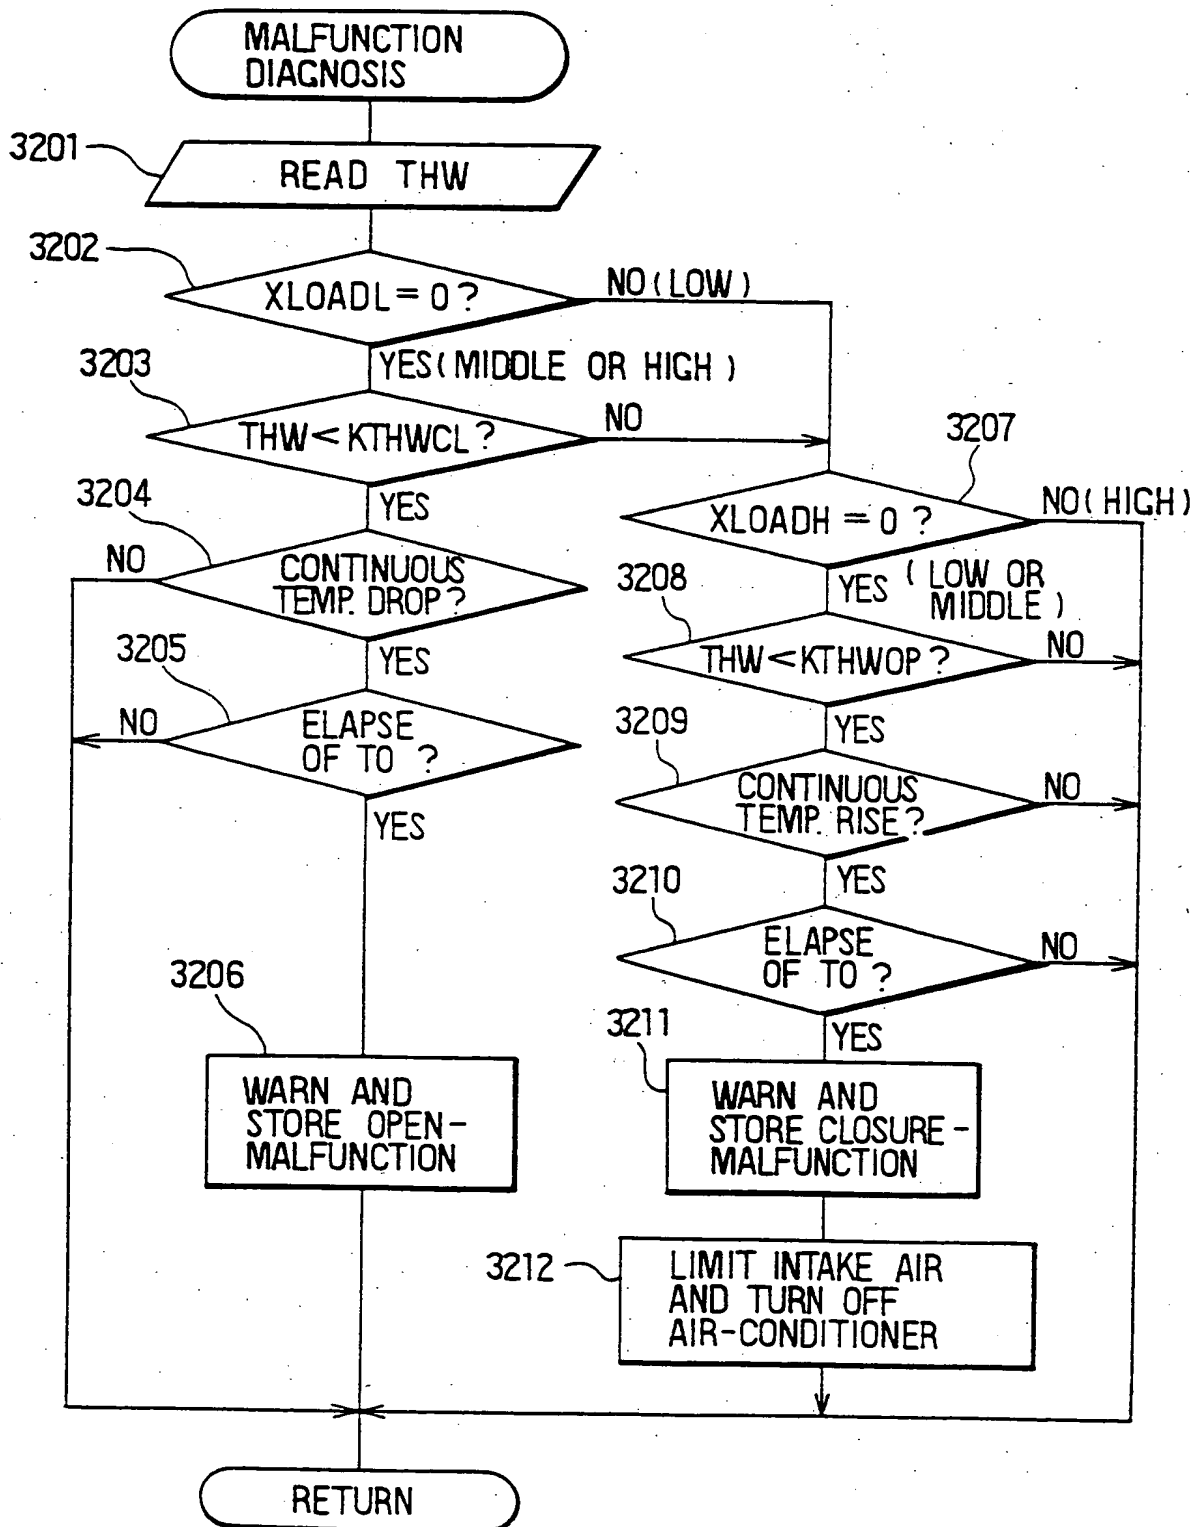 MALFUNCTION
DIAGNOSIS
3201
READ THW
3202
XLOADL = 0 ?
NO (LOW)
YES (MIDDLE OR HIGH)
3203
THW < KTHWCL ?
NO
YES
3204
CONTINUOUS
TEMP. DROP ?
NO
YES
3205
ELAPSE
OF TO ?
NO
YES
3206
WARN AND
STORE OPEN-
MALFUNCTION
3207
XLOADH = 0 ?
NO (HIGH)
YES (LOW OR
MIDDLE)
3208
THW < KTHWOP ?
NO
YES
3209
CONTINUOUS
TEMP. RISE ?
NO
YES
3210
ELAPSE
OF TO ?
NO
YES
3211
WARN AND
STORE CLOSURE-
MALFUNCTION
3212
LIMIT INTAKE AIR
AND TURN OFF
AIR-CONDITIONER
RETURN